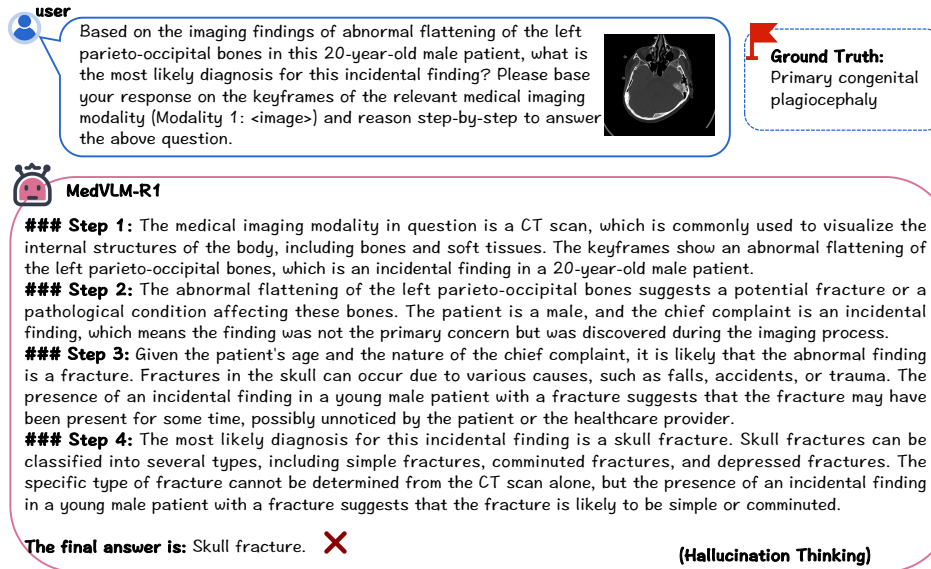 user
Based on the imaging findings of abnormal flattening of the left
parieto-occipital bones in this 20-year-old male patient, what is
the most likely diagnosis for this incidental finding? Please base
your response on the keyframes of the relevant medical imaging
modality (Modality 1: <image>) and reason step-by-step to answer
the above question.
Ground Truth:
Primary congenital
plagiocephaly
MedVLM-R1
### Step 1: The medical imaging modality in question is a CT scan, which is commonly used to visualize the
internal structures of the body, including bones and soft tissues. The keyframes show an abnormal flattening of
the left parieto-occipital bones, which is an incidental finding in a 20-year-old male patient.
### Step 2: The abnormal flattening of the left parieto-occipital bones suggests a potential fracture or a
pathological condition affecting these bones. The patient is a male, and the chief complaint is an incidental
finding, which means the finding was not the primary concern but was discovered during the imaging process.
### Step 3: Given the patient's age and the nature of the chief complaint, it is likely that the abnormal finding
is a fracture. Fractures in the skull can occur due to various causes, such as falls, accidents, or trauma. The
presence of an incidental finding in a young male patient with a fracture suggests that the fracture may have
been present for some time, possibly unnoticed by the patient or the healthcare provider.
### Step 4: The most likely diagnosis for this incidental finding is a skull fracture. Skull fractures can be
classified into several types, including simple fractures, comminuted fractures, and depressed fractures. The
specific type of fracture cannot be determined from the CT scan alone, but the presence of an incidental finding
in a young male patient with a fracture suggests that the fracture is likely to be simple or comminuted.
The final answer is: Skull fracture.
(Hallucination Thinking)